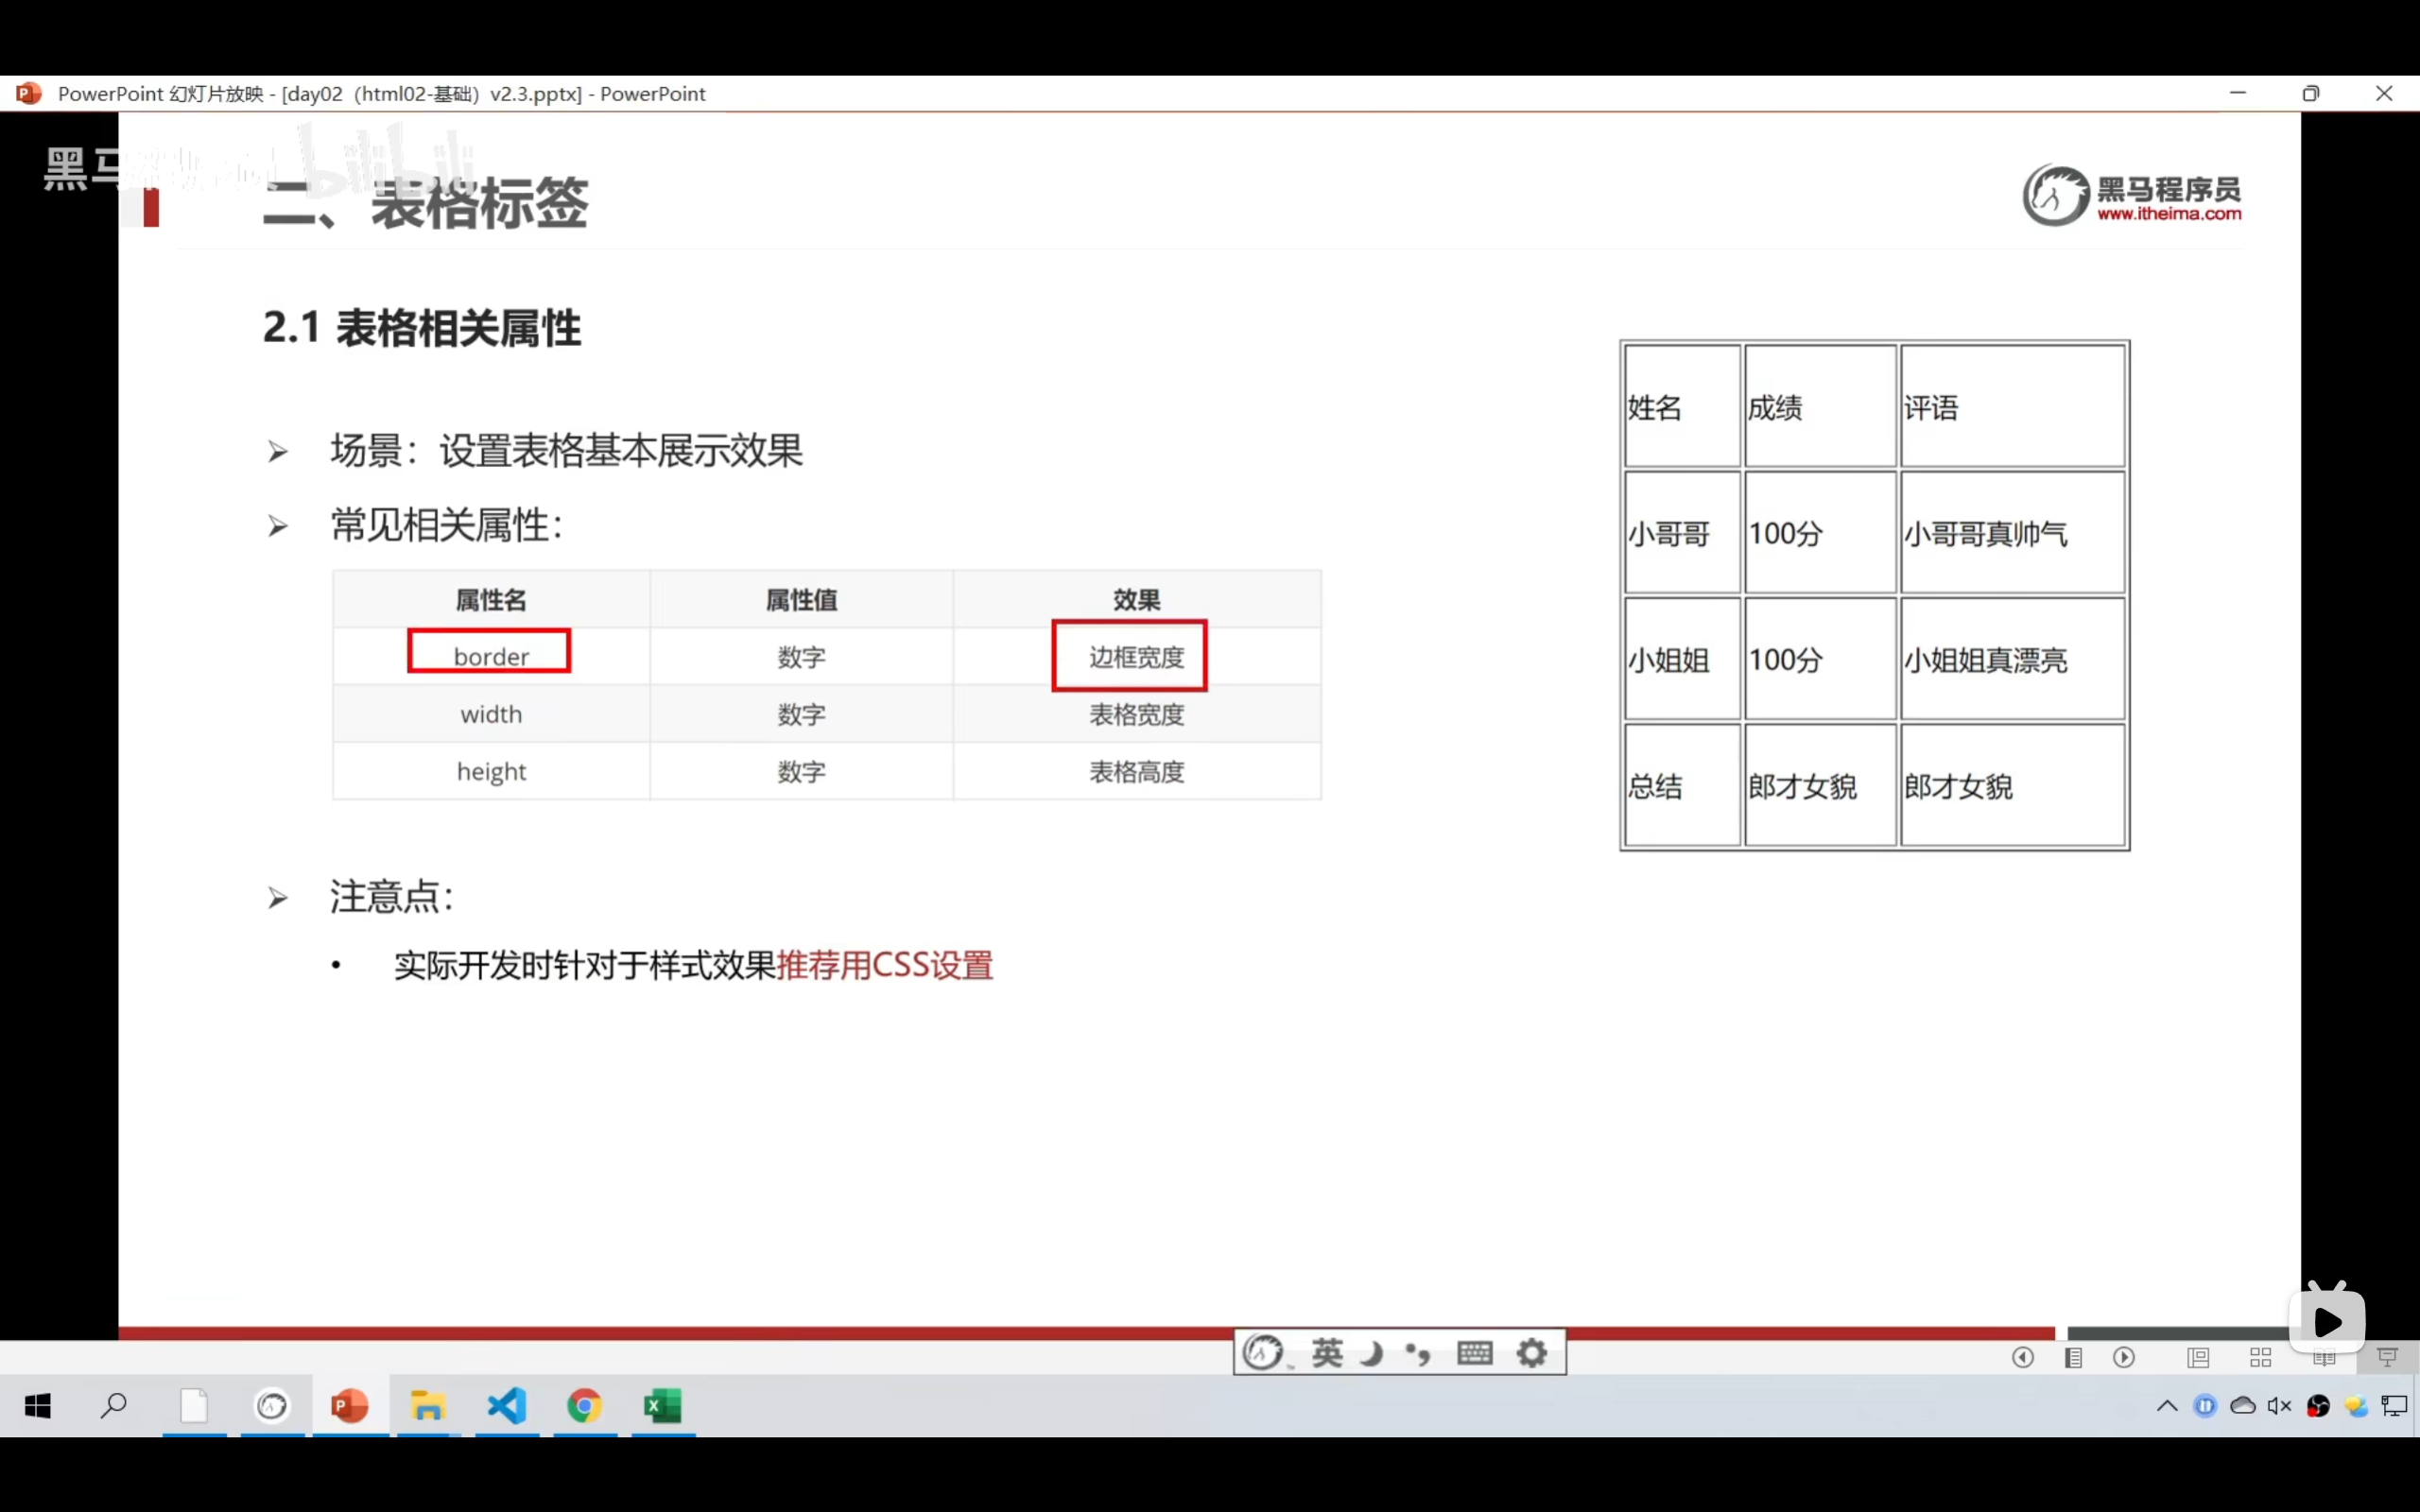 PowerPoint 幻灯片放映 - [day02（html02-基础）v2.3.pptx] - PowerPoint
bilibili
二、表格标签
黑马程序员
www.itheima.com
2.1 表格相关属性
场景：设置表格基本展示效果
常见相关属性：
属性名 属性值 效果
border 数字 边框宽度
width 数字 表格宽度
height 数字 表格高度
注意点：
• 实际开发时针对于样式效果推荐用CSS设置
姓名 成绩 评语
小哥哥 100分 小哥哥真帅气
小姐姐 100分 小姐姐真漂亮
总结 郎才女貌 郎才女貌
英